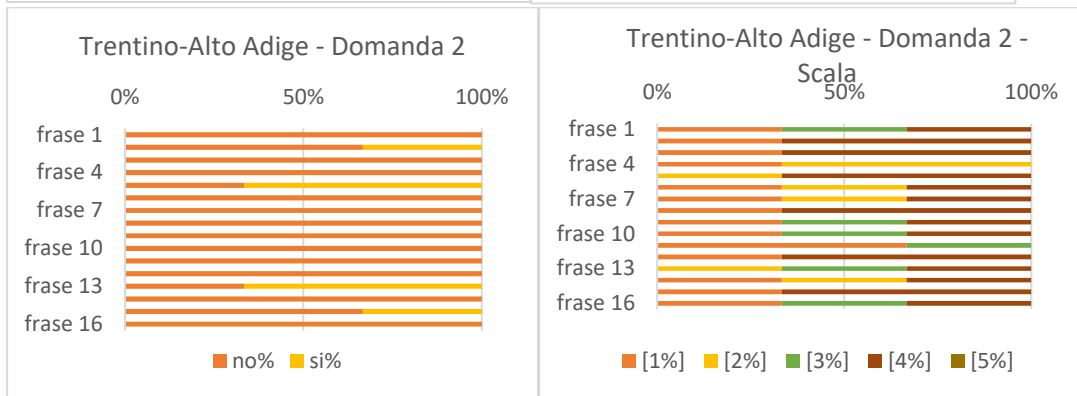 Trentino-Alto Adige - Domanda 2
0% 50% 100%
frase 1
frase 4
frase 7
frase 10
frase 13
frase 16
no% si%
Trentino-Alto Adige - Domanda 2 -
Scala
0% 50% 100%
frase 1
frase 4
frase 7
frase 10
frase 13
frase 16
[1%] [2%] [3%] [4%] [5%]